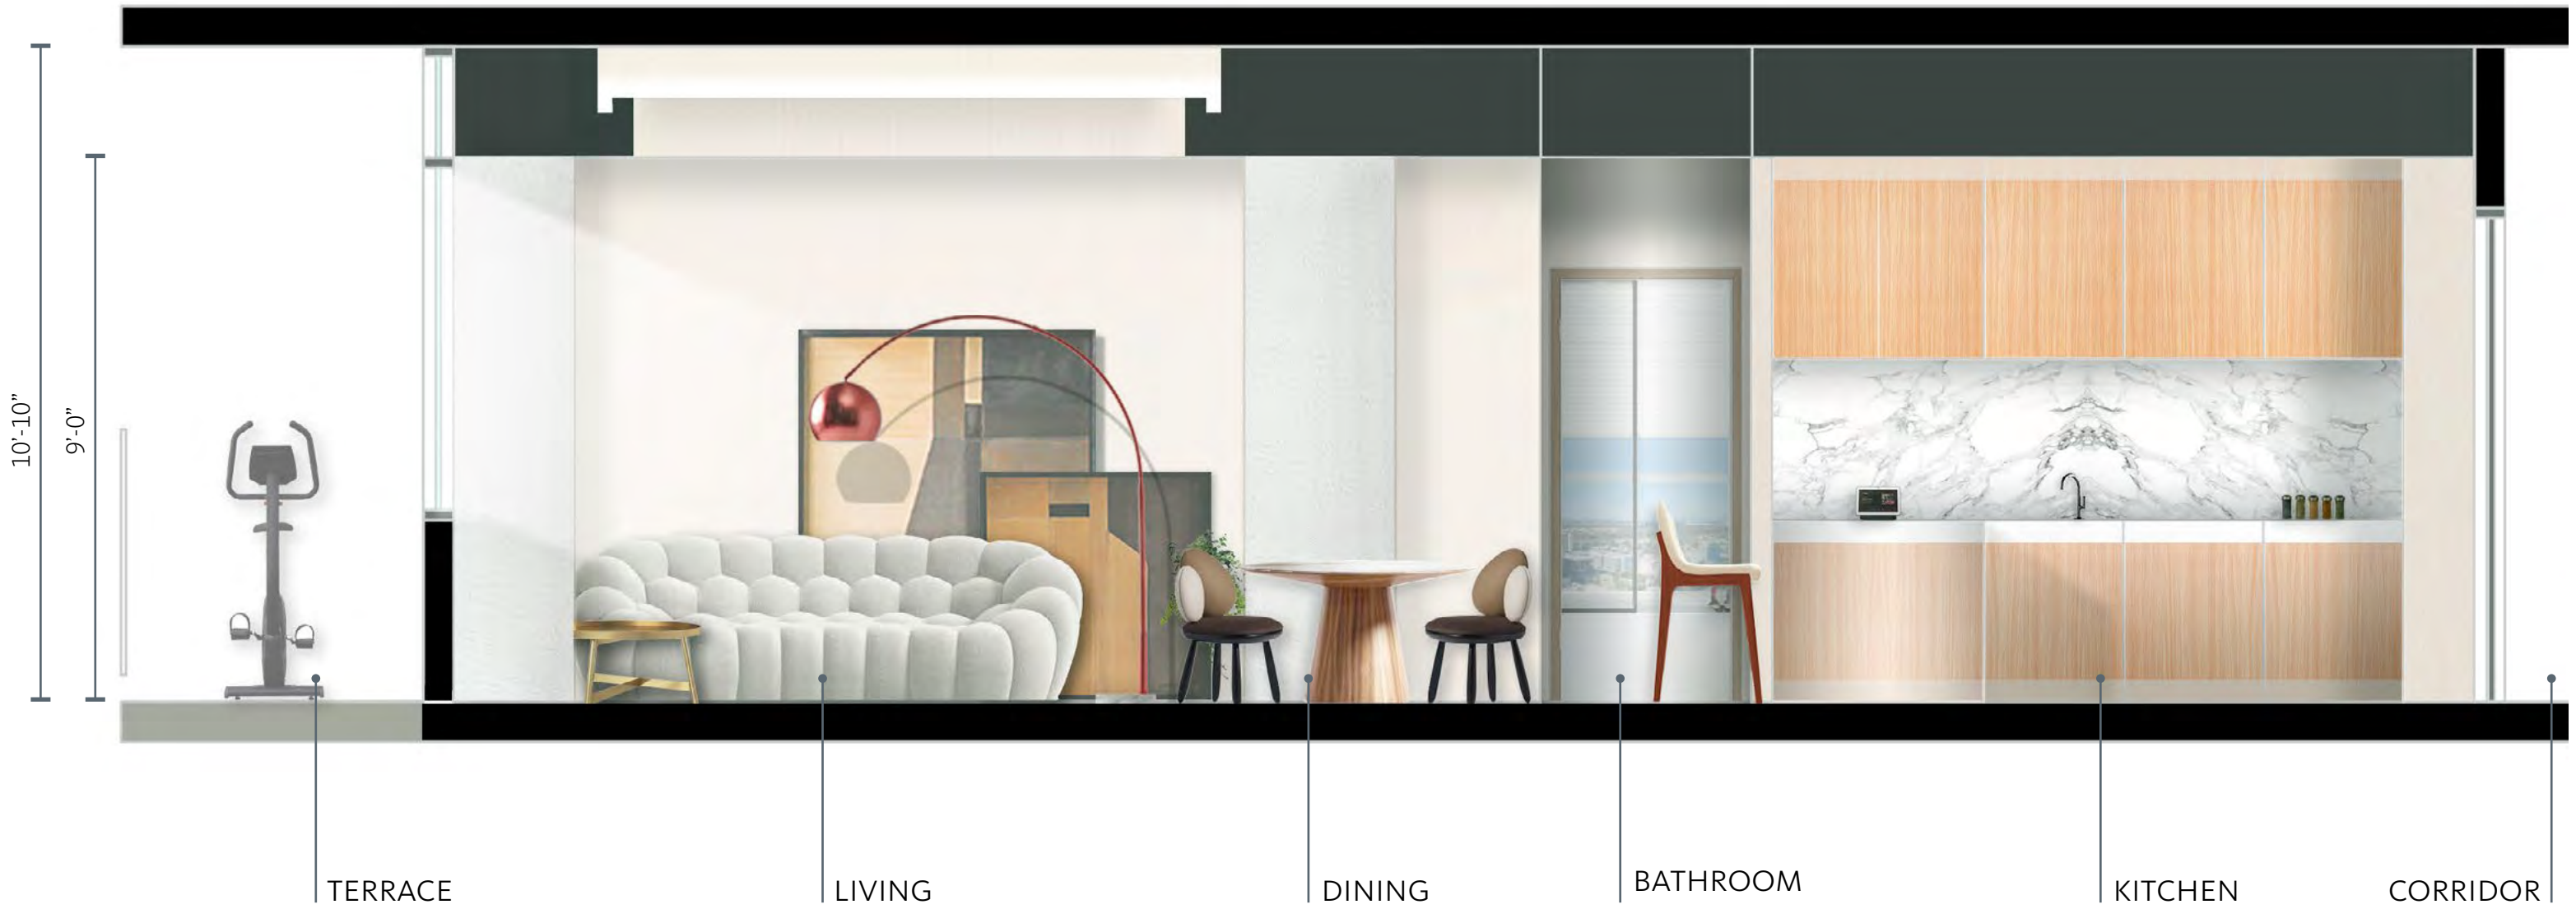 10'-10"
9'-0"
TERRACE
LIVING
DINING
BATHROOM
KITCHEN
CORRIDOR